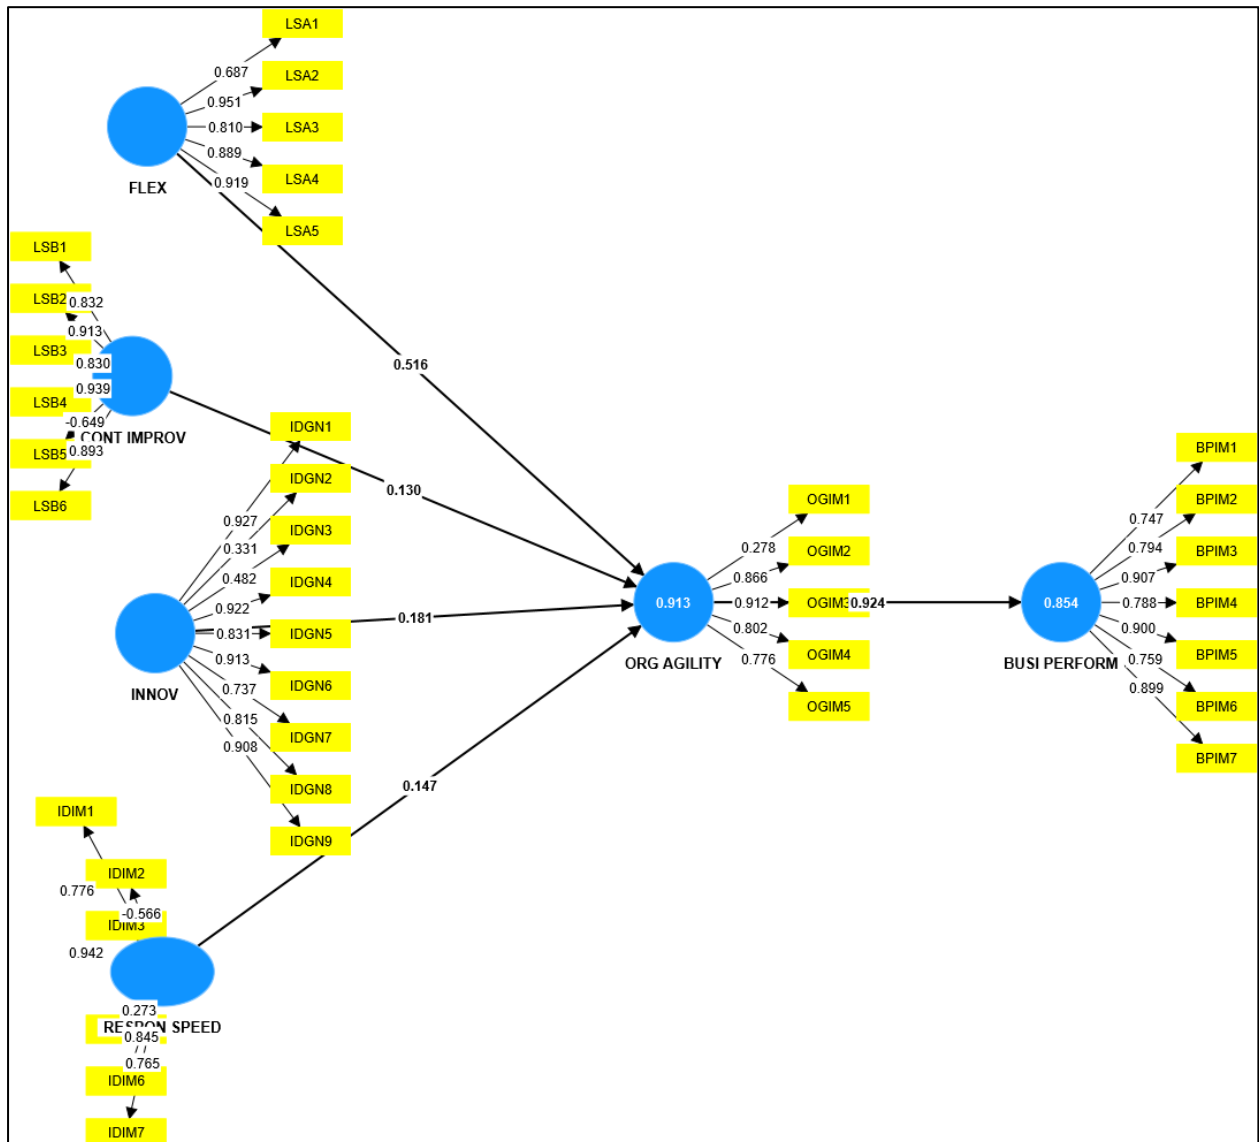 LSA1
0.687
LSA2
0.951
LSA3
0.810
LSA4
0.889
0.919
LSA5
FLEX
LSB1
LSB2
0.832
0.913
LSB3
0.830
0.939
LSB4
-0.649
CONT IMPROV
LSB5
0.893
LSB6
0.516
0.130
IDGN1
IDGN2
0.927
0.331
IDGN3
0.482
IDGN4
0.922
0.831
IDGN5
0.913
IDGN6
0.737
IDGN7
0.815
0.908
IDGN8
IDGN9
INNOV
0.181
0.147
IDIM1
IDIM2
0.776
-0.566
IDIM3
0.942
0.273
RESPON SPEED
0.845
0.765
IDIM6
IDIM7
0.913
ORG AGILITY
OGIM1
0.278
OGIM2
0.866
0.912
OGIM3
0.802
OGIM4
0.776
OGIM5
0.924
0.854
BUSI PERFORM
BPIM1
0.747
BPIM2
0.794
BPIM3
0.907
0.788
BPIM4
0.900
BPIM5
0.759
0.899
BPIM6
BPIM7